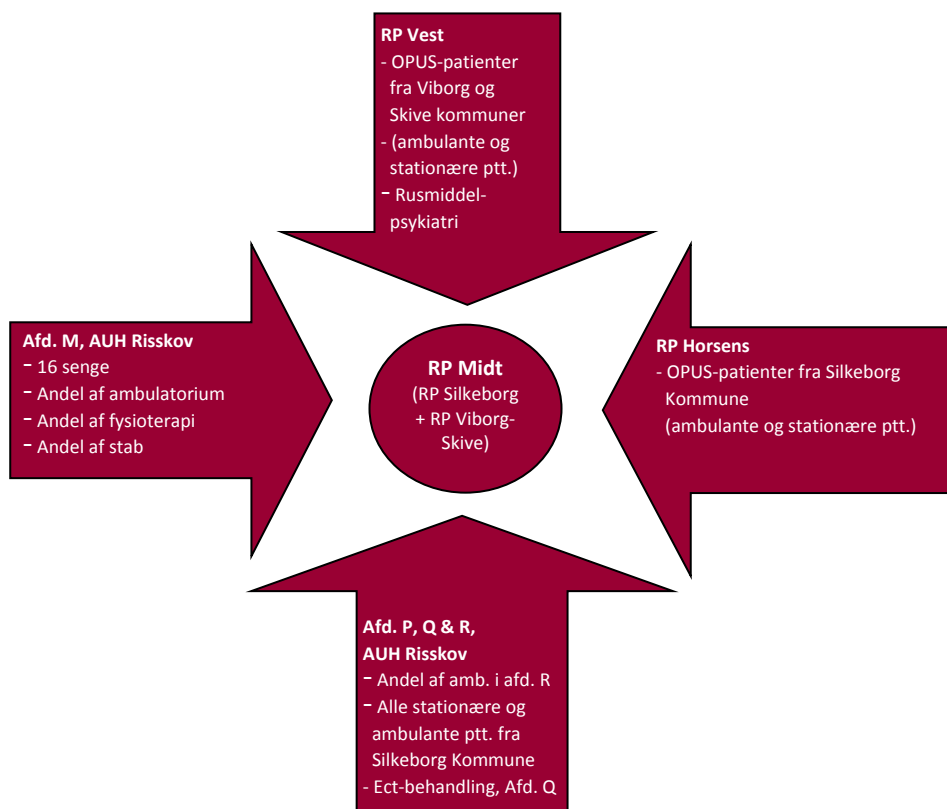 RP Vest
- OPUS-patienter
fra Viborg og
Skive kommuner
- (ambulante og
stationære ptt.)
- Rusmiddel-
psykiatri
Afd. M, AUH Risskov
- 16 senge
- Andel af ambulatorium
- Andel af fysioterapi
- Andel af stab
RP Midt
(RP Silkeborg
+ RP Viborg-
Skive)
RP Horsens
- OPUS-patienter fra Silkeborg
Kommune
(ambulante og stationære ptt.)
Afd. P, Q & R,
AUH Risskov
- Andel af amb. i afd. R
- Alle stationære og
ambulante ptt. fra
Silkeborg Kommune
- Ect-behandling, Afd. Q